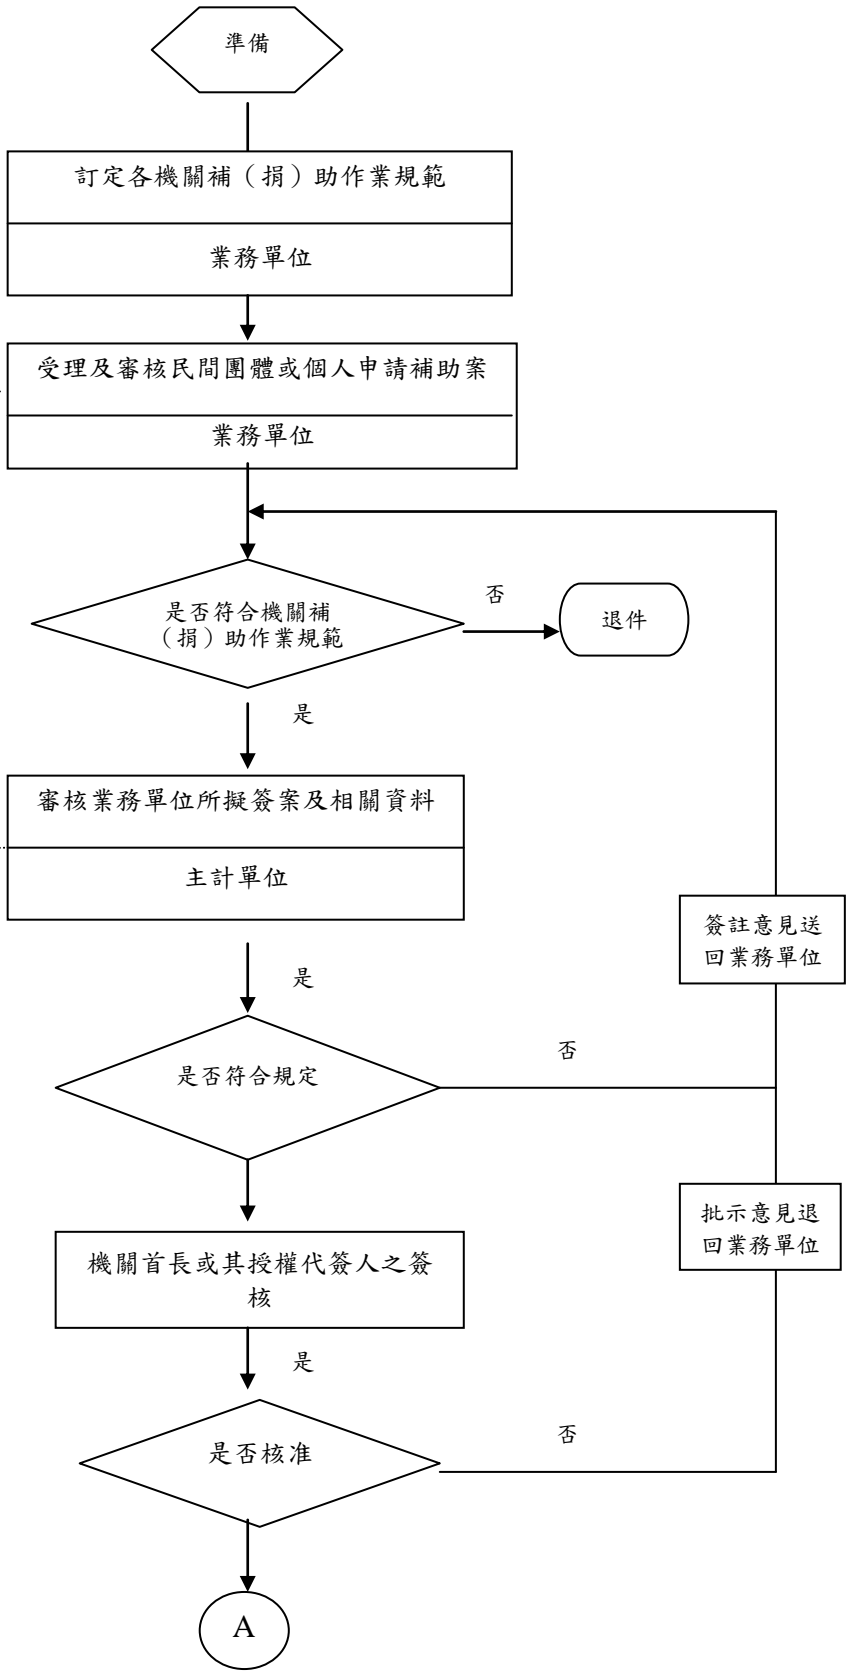 準備
訂定各機關補（捐）助作業規範
業務單位
受理及審核民間團體或個人申請補助案
業務單位
是否符合機關補
（捐）助作業規範
否
退件
是
審核業務單位所擬簽案及相關資料
主計單位
簽註意見送
回業務單位
是
是否符合規定
否
批示意見退
回業務單位
機關首長或其授權代簽人之簽
核
是
是否核准
否
A